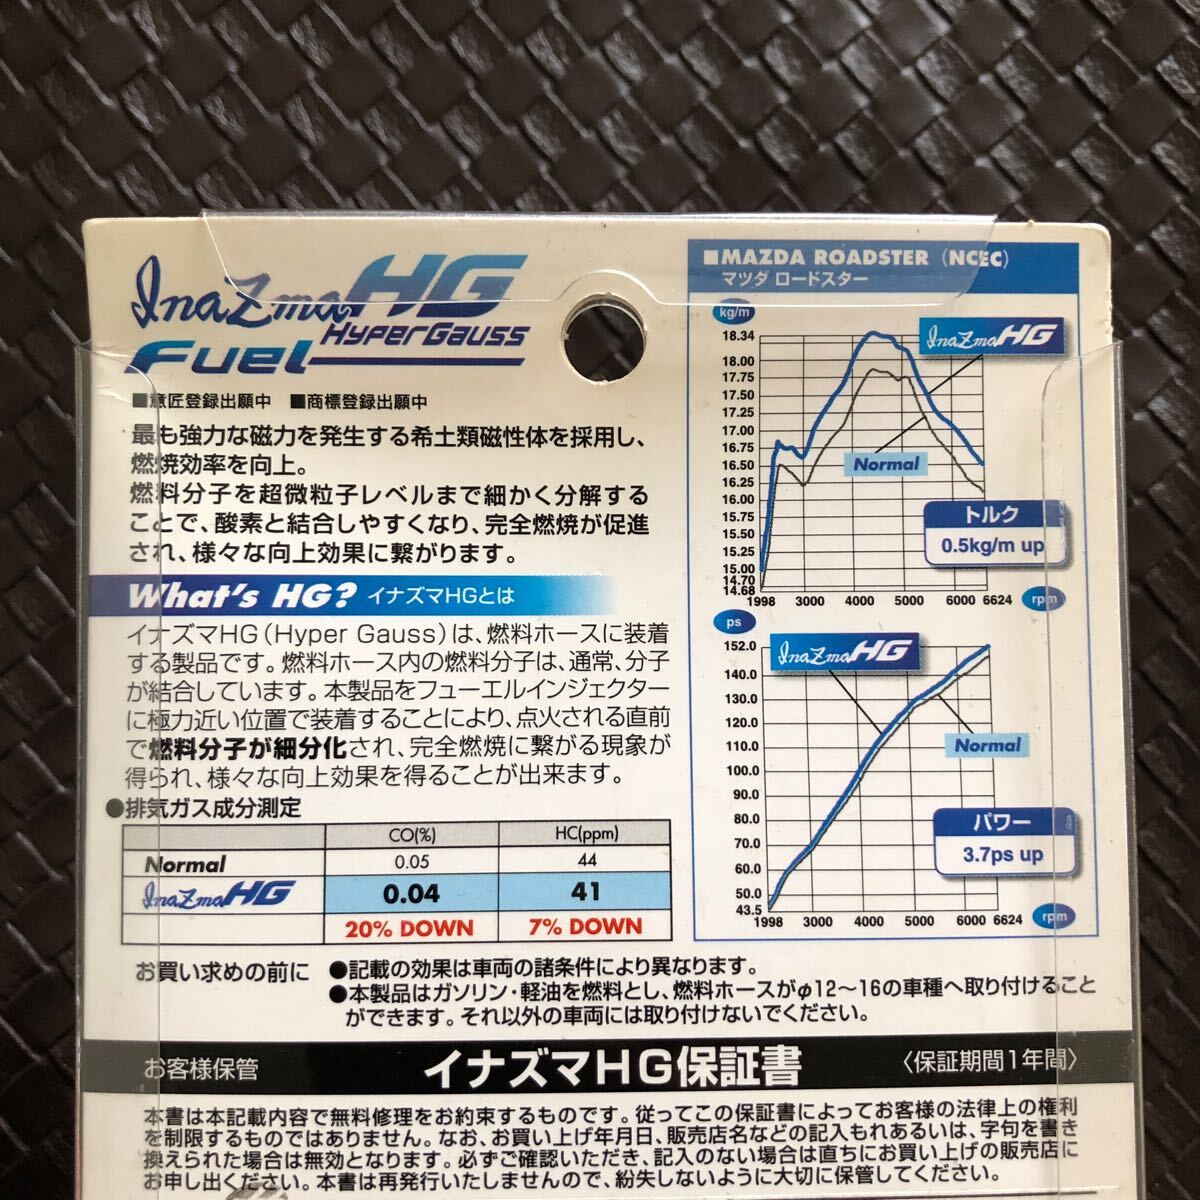 InaZma HG
HyperGauss
Fuel
■意匠登録出願中 ■商標登録出願中
最も強力な磁力を発生する希土類磁性体を採用し、
燃焼効率を向上。
燃料分子を超微粒子レベルまで細かく分解する
ことで、酸素と結合しやすくなり、完全燃焼が促進
され、様々な向上効果に繋がります。
What's HG? イナズマHGとは
イナズマHG(Hyper Gauss)は、燃料ホースに装着
する製品です。燃料ホース内の燃料分子は、通常、分子
が結合しています。本製品をフューエルインジェクター
に極力近い位置で装着することにより、点火される直前
で燃料分子が細分化され、完全燃焼に繋がる現象が
得られ、様々な向上効果を得ることが出来ます。
●排気ガス成分測定
CO(%) HC(ppm)
Normal 0.05 44
InaZmaHG 0.04 41
20% DOWN 7% DOWN
■MAZDA ROADSTER (NCEC)
マツダ ロードスター
kg/m
18.34
18.00
17.75
17.50
17.25
17.00
16.75
16.50
16.25
16.00
15.75
15.50
15.25
15.00
14.70
14.68
InaZmaHG
Normal
トルク
0.5kg/m up
1998 3000 4000 5000 6000 6624 rpm
ps
152.0
140.0
130.0
120.0
110.0
100.0
90.0
80.0
70.0
60.0
50.0
43.5
InaZmaHG
Normal
パワー
3.7ps up
1998 3000 4000 5000 6000 6624 rpm
お買い求めの前に ●記載の効果は車両の諸条件により異なります。
●本製品はガソリン・軽油を燃料とし、燃料ホースがφ12～16の車種へ取り付けること
ができます。それ以外の車両には取り付けないでください。
お客様保管 イナズマHG保証書 〈保証期間1年間〉
本書は本記載内容で無料修理をお約束するものです。従ってこの保証書によってお客様の法律上の権利
を制限するものではありません。なお、お買い上げ年月日、販売店名などの記入もれあるいは、字句を書き
換えられた場合は無効となります。必ずご確認いただき、記入のない場合は直ちにお買い上げの販売店に
お申し出ください。本書は再発行いたしませんので、紛失しないように大切に保管してください。